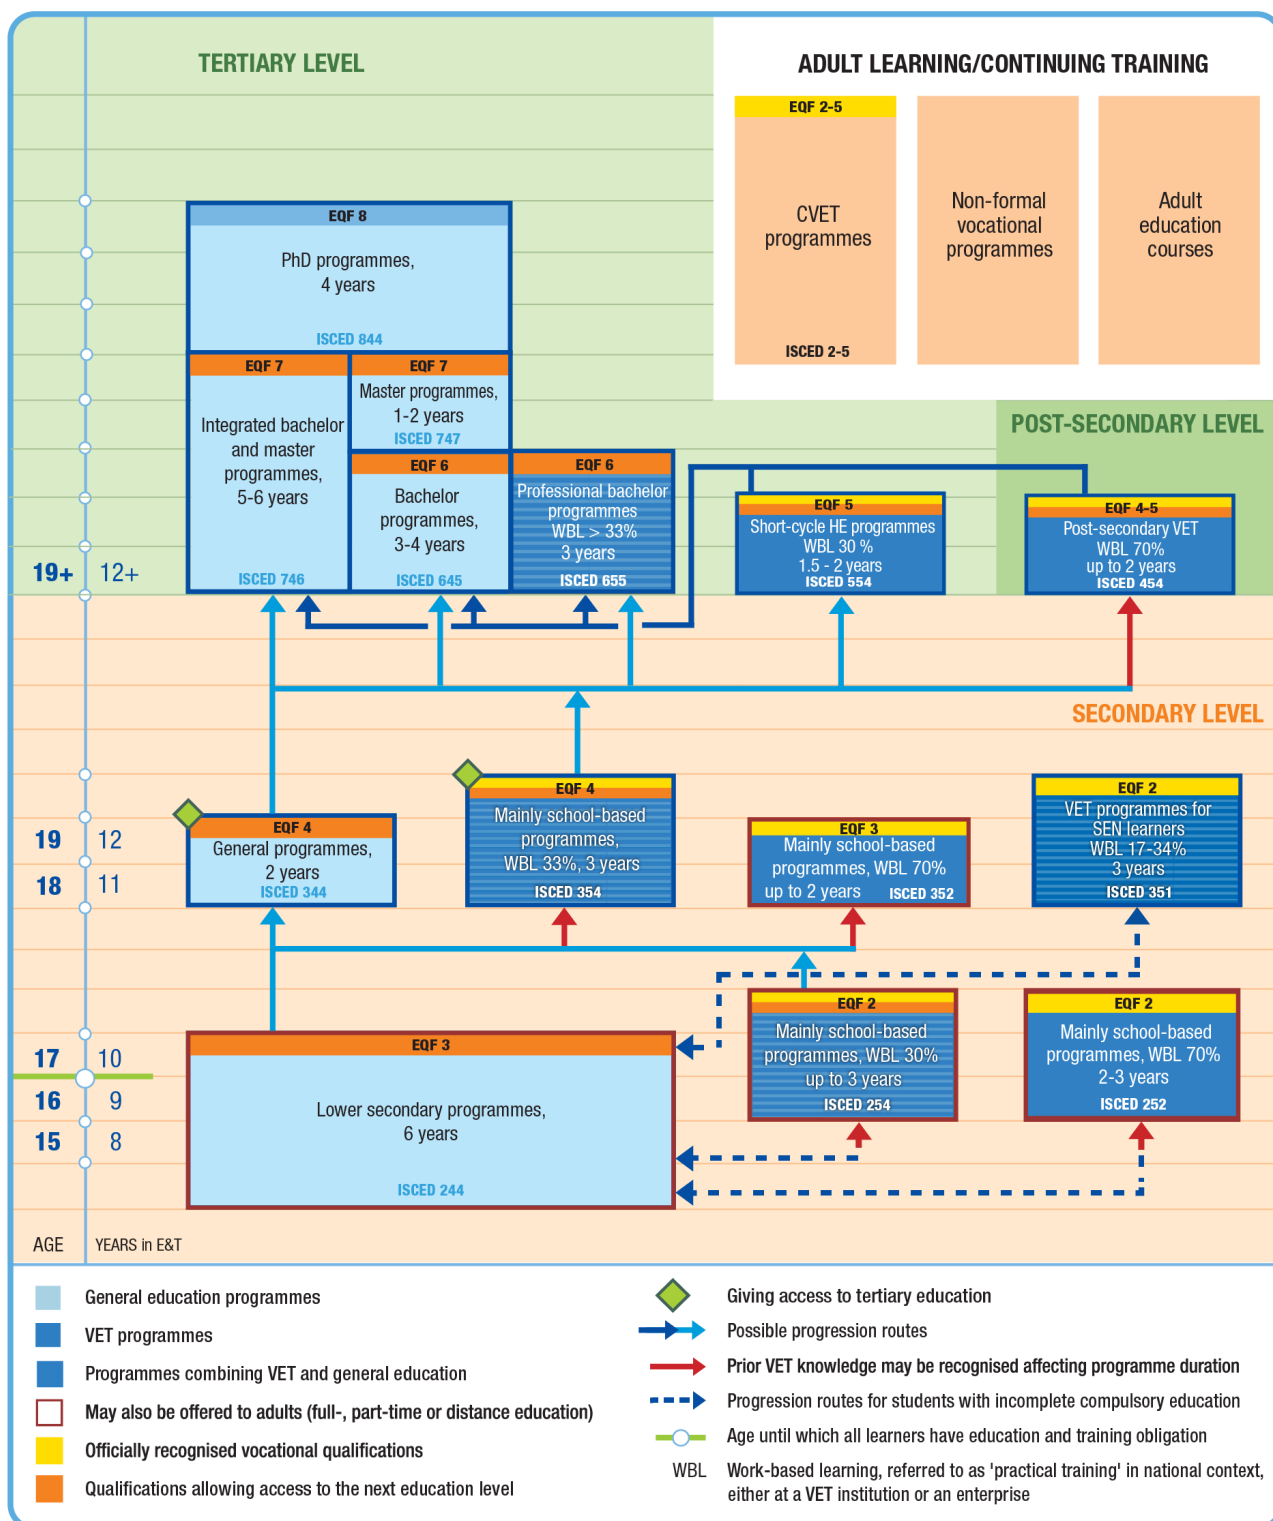 TERTIARY LEVEL
ADULT LEARNING/CONTINUING TRAINING
EQF 2-5
CVET
programmes
ISCED 2-5
Non-formal
vocational
programmes
Adult
education
courses
EQF 8
PhD programmes,
4 years
ISCED 844
EQF 7
Integrated bachelor
and master
programmes,
5-6 years
ISCED 746
EQF 7
Master programmes,
1-2 years
ISCED 747
EQF 6
Bachelor
programmes,
3-4 years
ISCED 645
EQF 6
Professional bachelor
programmes
WBL > 33%
3 years
ISCED 655
POST-SECONDARY LEVEL
EQF 5
Short-cycle HE programmes
WBL 30 %
1.5 - 2 years
ISCED 554
EQF 4-5
Post-secondary VET
WBL 70%
up to 2 years
ISCED 454
19+ 12+
SECONDARY LEVEL
EQF 4
General programmes,
2 years
ISCED 344
EQF 4
Mainly school-based
programmes,
WBL 33%, 3 years
ISCED 354
EQF 3
Mainly school-based
programmes, WBL 70%
up to 2 years ISCED 352
EQF 2
VET programmes for
SEN learners
WBL 17-34%
3 years
ISCED 351
19 12
18 11
EQF 3
Lower secondary programmes,
6 years
ISCED 244
EQF 2
Mainly school-based
programmes, WBL 30%
up to 3 years
ISCED 254
EQF 2
Mainly school-based
programmes, WBL 70%
2-3 years
ISCED 252
17 10
16 9
15 8
AGE YEARS in E&T
General education programmes
VET programmes
Programmes combining VET and general education
May also be offered to adults (full-, part-time or distance education)
Officially recognised vocational qualifications
Qualifications allowing access to the next education level
Giving access to tertiary education
Possible progression routes
Prior VET knowledge may be recognised affecting programme duration
Progression routes for students with incomplete compulsory education
Age until which all learners have education and training obligation
WBL Work-based learning, referred to as 'practical training' in national context,
either at a VET institution or an enterprise